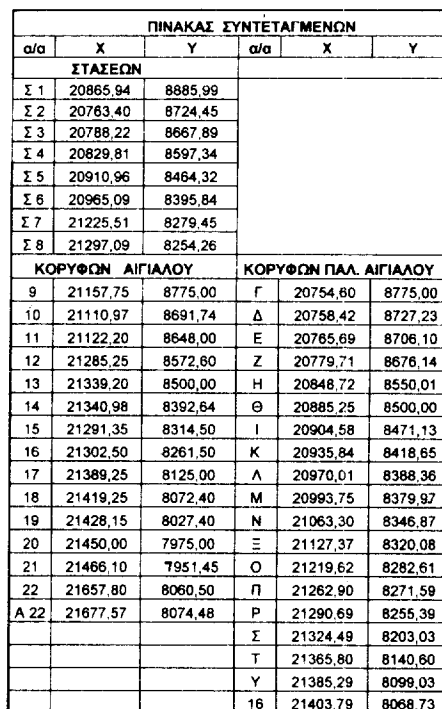 ΠΙΝΑΚΑΣ ΣΥΝΤΕΤΑΓΜΕΝΩΝ
α/α Χ Υ α/α Χ Υ
ΣΤΑΣΕΩΝ
Σ 1 20865,94 8885,99
Σ 2 20763,40 8724,45
Σ 3 20788,22 8667,89
Σ 4 20829,81 8597,34
Σ 5 20910,96 8464,32
Σ 6 20965,09 8395,84
Σ 7 21225,51 8279,45
Σ 8 21297,09 8254,26
ΚΟΡΥΦΩΝ ΑΙΓΙΑΛΟΥ ΚΟΡΥΦΩΝ ΠΑΛ. ΑΙΓΙΑΛΟΥ
9 21157,75 8775,00 Γ 20754,60 8775,00
10 21110,97 8691,74 Δ 20758,42 8727,23
11 21122,20 8648,00 Ε 20765,69 8706,10
12 21285,25 8572,60 Ζ 20779,71 8676,14
13 21339,20 8500,00 Η 20848,72 8550,01
14 21340,98 8392,64 Θ 20885,25 8500,00
15 21291,35 8314,50 Ι 20904,58 8471,13
16 21302,50 8261,50 Κ 20935,84 8418,65
17 21389,25 8125,00 Λ 20970,01 8388,36
18 21419,25 8072,40 Μ 20993,75 8379,97
19 21428,15 8027,40 Ν 21063,30 8346,87
20 21450,00 7975,00 Ξ 21127,37 8320,08
21 21466,10 7951,45 Ο 21219,62 8282,61
22 21657,80 8060,50 Π 21262,90 8271,59
Α 22 21677,57 8074,48 Ρ 21290,69 8255,39
Σ 21324,49 8203,03
Τ 21365,80 8140,60
Υ 21385,29 8099,03
16 21403,79 8068,73